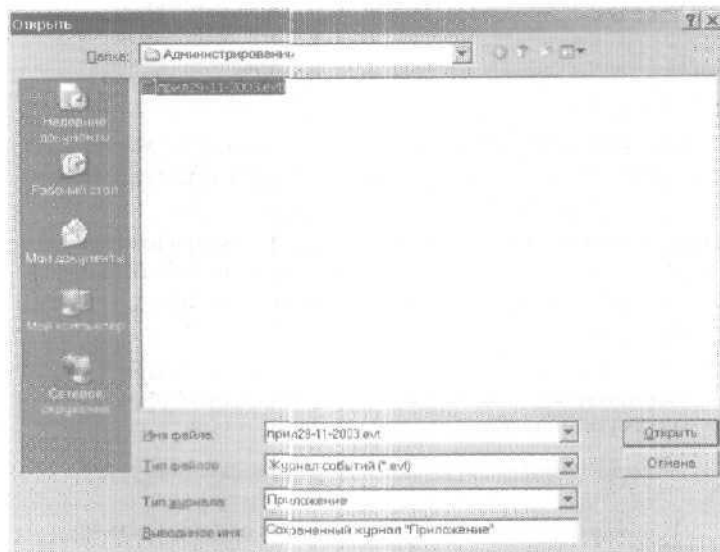 Открыть
Папка: Администрирование
прил29-11-2003.evt
Недавние документы
Рабочий стол
Мои документы
Мой компьютер
Сетевое окружение
Имя файла: прил29-11-2003.evt
Открыть
Тип файлов: Журнал событий (*.evt)
Отмена
Тип журнала: Приложение
Выводимое имя: Сохраненный журнал "Приложение"